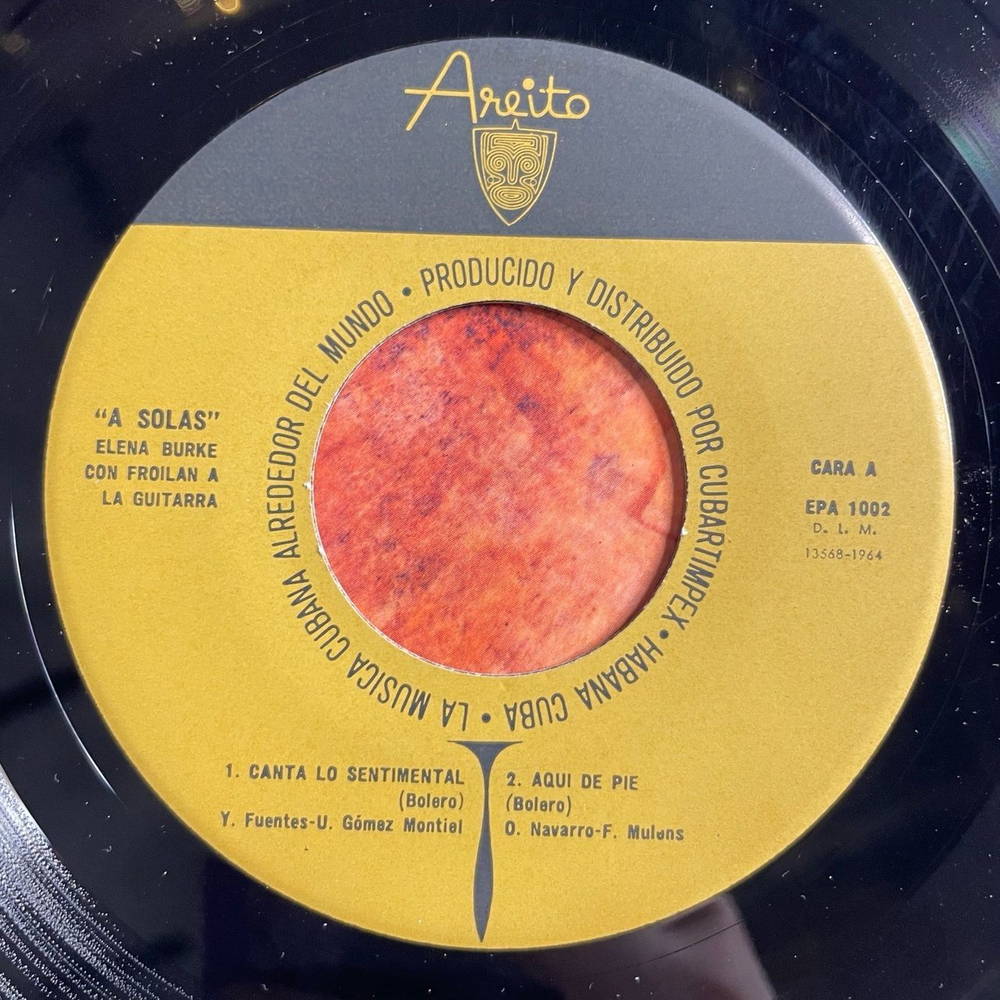 Areito
PRODUCIDO Y DISTRIBUIDO POR CUBARTIMPEX • HABANA CUBA • LA MUSICA CUBANA ALREDEDOR DEL MUNDO •
"A SOLAS"
ELENA BURKE
CON FROILAN A
LA GUITARRA
CARA A
EPA 1002
D. L. M.
13568-1964
1. CANTA LO SENTIMENTAL
(Bolero)
Y. Fuentes-U. Gómez Montiel
2. AQUI DE PIE
(Bolero)
O. Navarro-F. Mulens